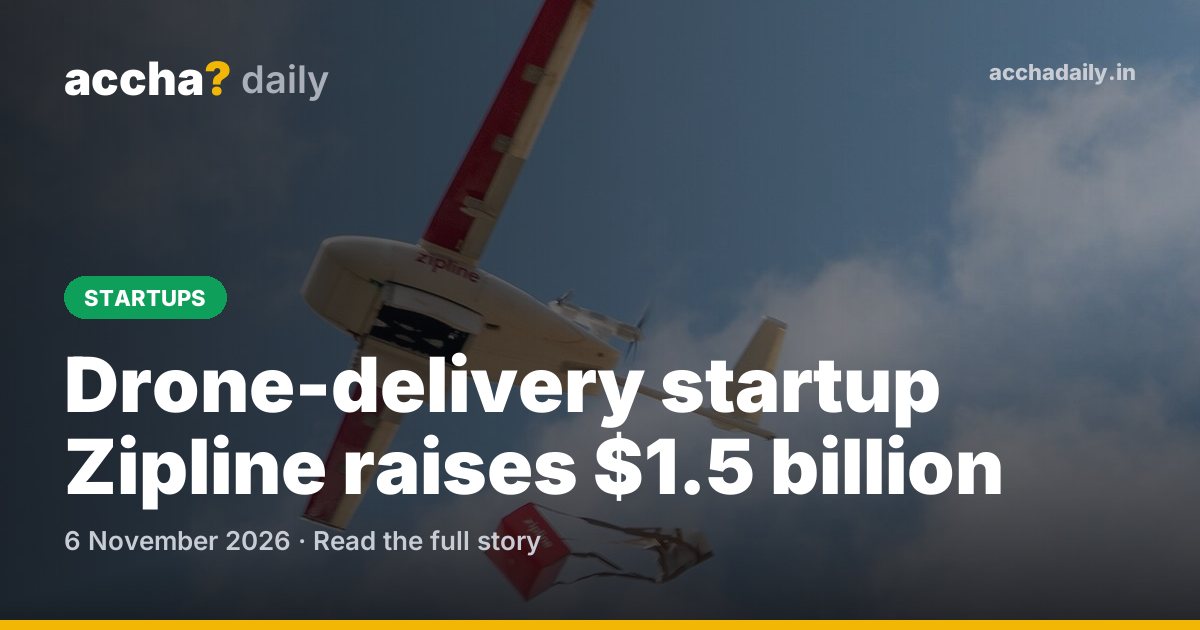 accha? daily
acchadaily.in
zipline
STARTUPS
Drone-delivery startup
Zipline raises $1.5 billion
6 November 2026 · Read the full story